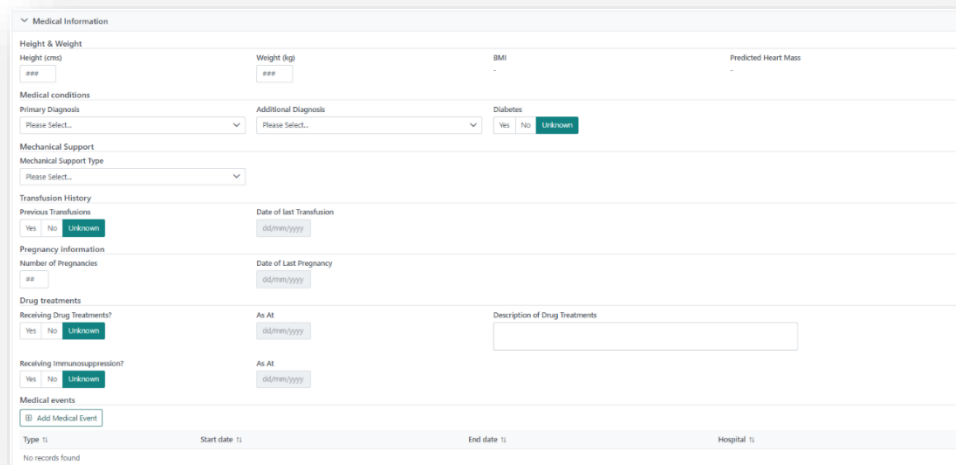 Medical Information
Height & Weight
Height (cms) Weight (kg) BMI Predicted Heart Mass
### ### - -
Medical conditions
Primary Diagnosis Additional Diagnosis Diabetes
Please Select... Please Select... Yes No Unknown
Mechanical Support
Mechanical Support Type
Please Select...
Transfusion History
Previous Transfusions Date of last Transfusion
Yes No Unknown dd/mm/yyyy
Pregnancy information
Number of Pregnancies Date of Last Pregnancy
## dd/mm/yyyy
Drug treatments
Receiving Drug Treatments? As At Description of Drug Treatments
Yes No Unknown dd/mm/yyyy
Receiving Immunosuppression? As At
Yes No Unknown dd/mm/yyyy
Medical events
Add Medical Event
Type Start date End date Hospital
No records found